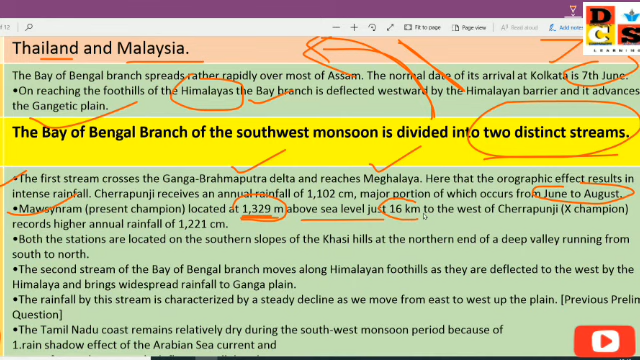 of 12
Fit to page
Page view
Read aloud
Add notes
DCS
Thailand and Malaysia.
The Bay of Bengal branch spreads rather rapidly over most of Assam. The normal date of its arrival at Kolkata is 7th June.
• On reaching the foothills of the Himalayas the Bay branch is deflected westward by the Himalayan barrier and it advances
the Gangetic plain.
The Bay of Bengal Branch of the southwest monsoon is divided into two distinct streams.
• The first stream crosses the Ganga-Brahmaputra delta and reaches Meghalaya. Here that the orographic effect results in
intense rainfall. Cherrapunji receives an annual rainfall of 1,102 cm, major portion of which occurs from June to August.
• Mawsynram (present champion) located at 1,329 m above sea level just 16 km to the west of Cherrapunji (X champion)
records higher annual rainfall of 1,221 cm.
• Both the stations are located on the southern slopes of the Khasi hills at the northern end of a deep valley running from
south to north.
• The second stream of the Bay of Bengal branch moves along Himalayan foothills as they are deflected to the west by the
Himalaya and brings widespread rainfall to Ganga plain.
• The rainfall by this stream is characterized by a steady decline as we move from east to west up the plain. [Previous Prelim
Question]
• The Tamil Nadu coast remains relatively dry during the south-west monsoon period because of
1.rain shadow effect of the Arabian Sea current and